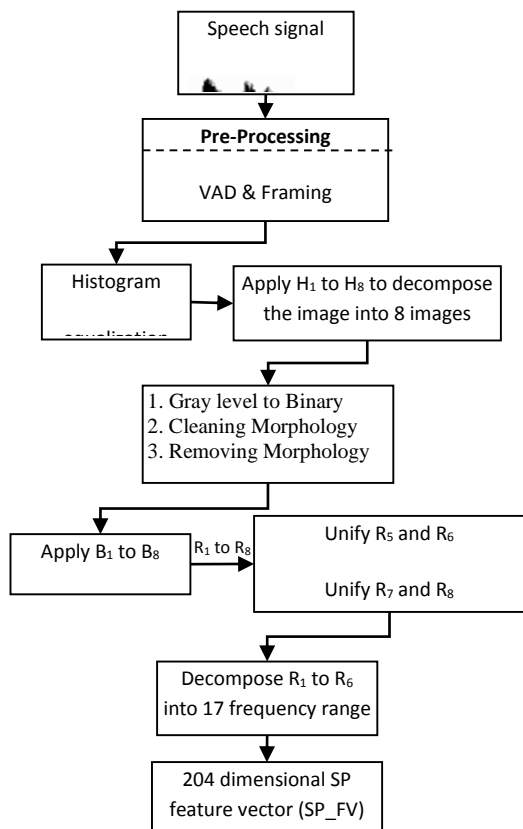 Speech signal
Pre-Processing
VAD & Framing
Histogram
Apply H₁ to H₈ to decompose
the image into 8 images
1. Gray level to Binary
2. Cleaning Morphology
3. Removing Morphology
Apply B₁ to B₈
R₁ to R₈
Unify R₅ and R₆
Unify R₇ and R₈
Decompose R₁ to R₆
into 17 frequency range
204 dimensional SP
feature vector (SP_FV)